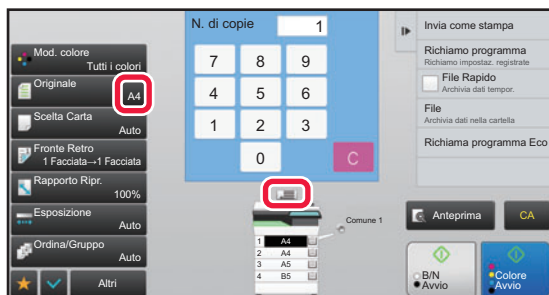 Mod. colore
Tutti i colori
Originale
A4
Scelta Carta
Auto
Fronte Retro
1 Facciata→1 Facciata
Rapporto Ripr.
100%
Esposizione
Auto
Ordina/Gruppo
Auto
Altri
N. di copie
1
7 8 9
4 5 6
1 2 3
0 C
Comune 1
1 A4
2 A4
3 A5
4 B5
Invia come stampa
Richiamo programma
Richiamo impostaz. registrate
File Rapido
Archivia dati tempor.
File
Archivia dati nella cartella
Richiama programma Eco
Anteprima
CA
B/N
Avvio
Colore
Avvio